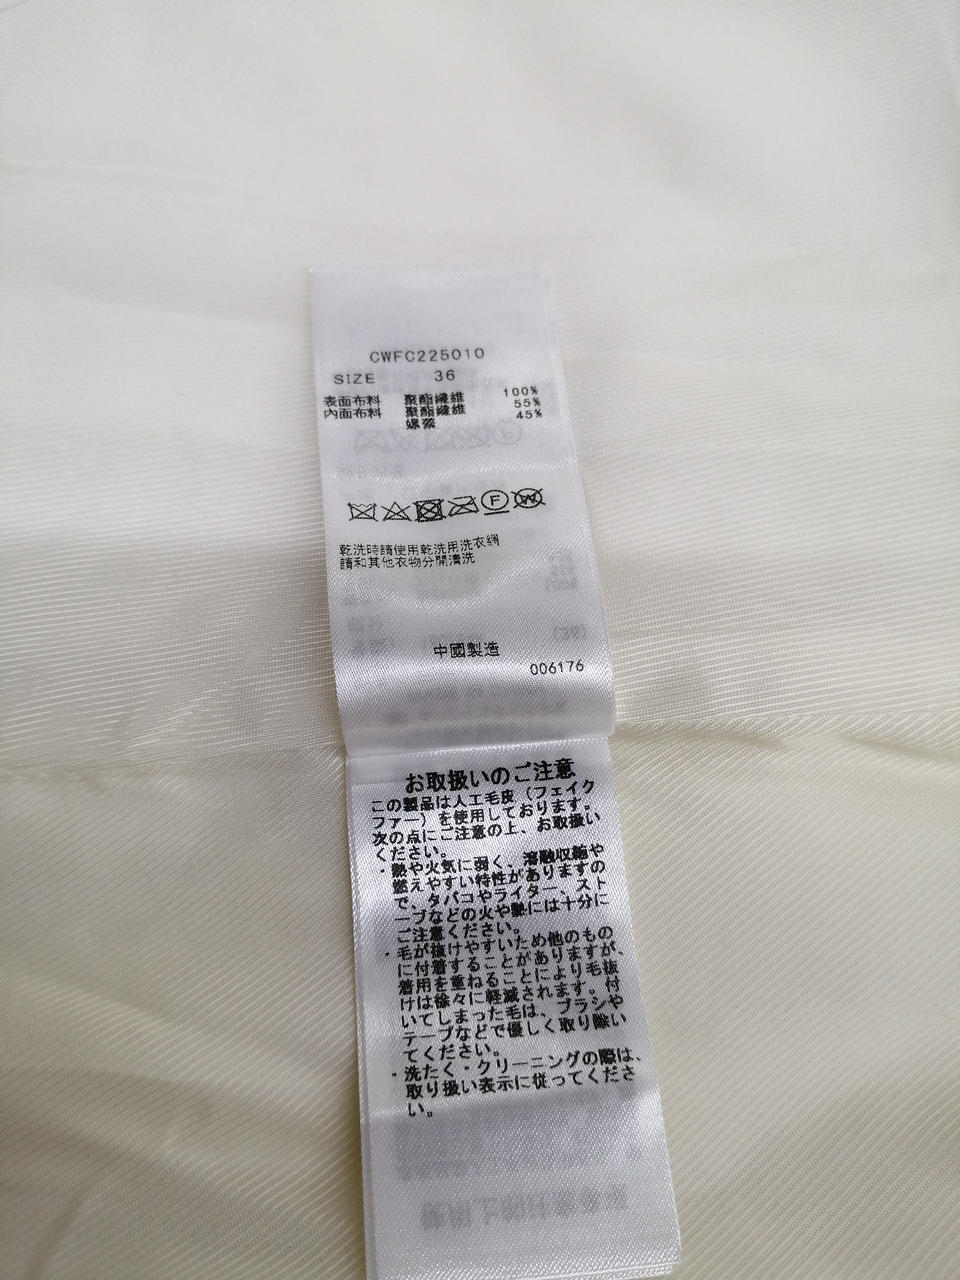 CWFC225010
SIZE 36
表面布料 聚酯纖維 100%
內面布料 聚酯纖維 55%
嫘縈 45%
F W
乾洗時請使用乾洗用洗衣網
請和其他衣物分開清洗
中國製造
006176
お取扱いのご注意
この製品は人工毛皮（フェイク
ファー）を使用しております。
次の点にご注意の上、お取扱い
ください。
・熱や火気に弱く、溶融収縮や
燃えやすい特性がありますの
で、タバコやライター、スト
ーブなどの火や熱には十分に
ご注意ください。
・毛が抜けやすいため他のもの
に付着することがありますが、
着用を重ねることにより毛抜
けは徐々に軽減されます。付
いてしまった毛は、ブラシや
テープなどで優しく取り除い
てください。
・洗たく・クリーニングの際は、
取り扱い表示に従ってくださ
い。